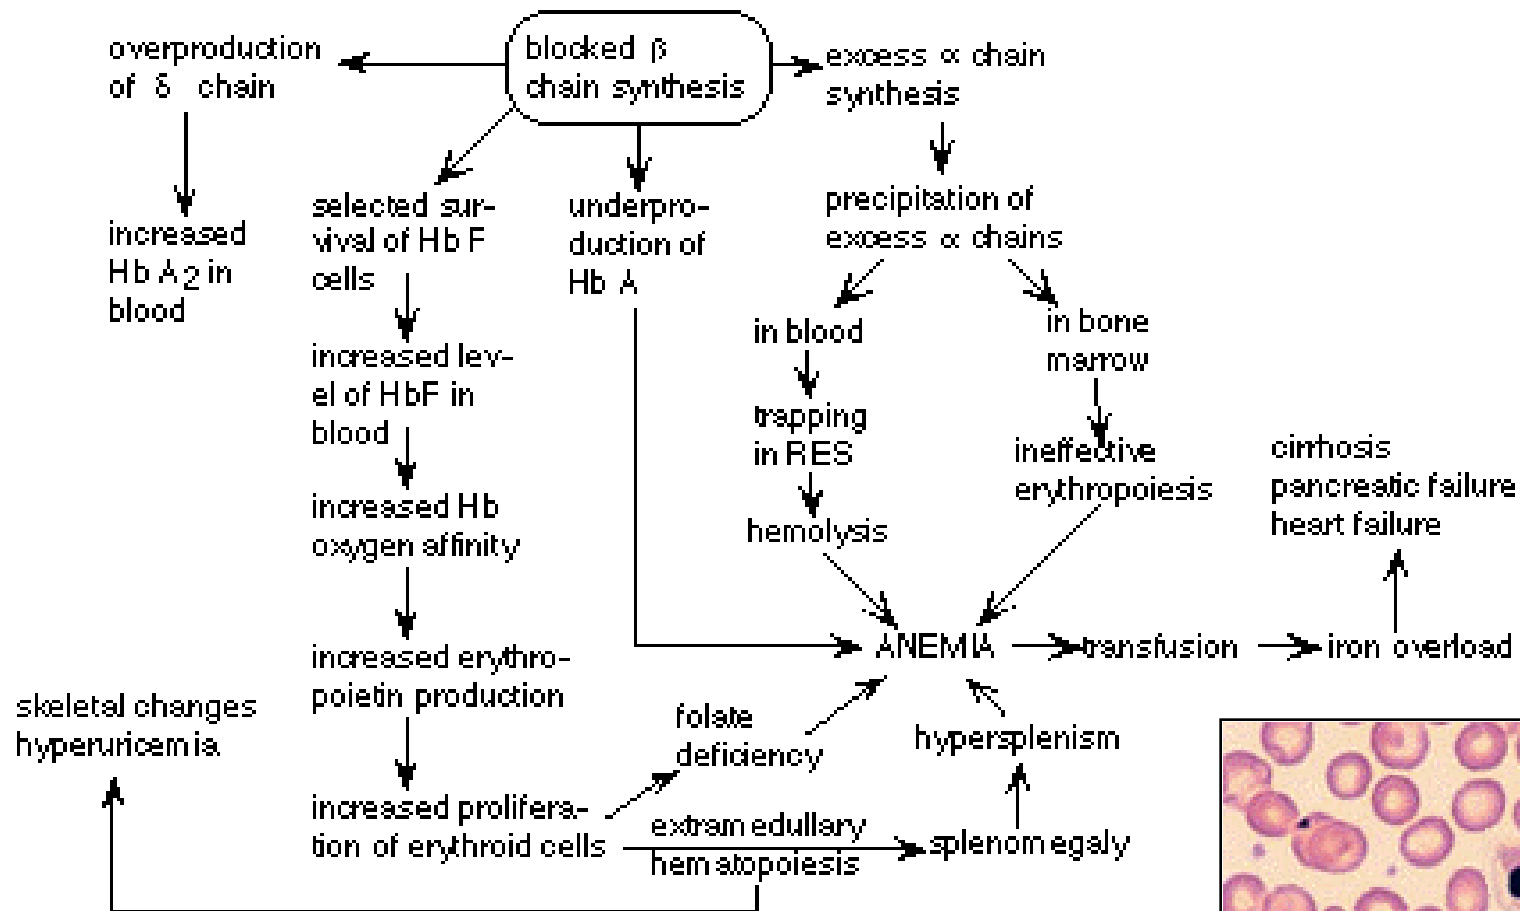 overproduction
of δ chain
blocked β
chain synthesis
excess α chain
synthesis
increased
Hb A2 in
blood
selected sur-
vival of Hb F
cells
underpro-
duction of
Hb A
precipitation of
excess α chains
increased lev-
el of HbF in
blood
in blood
in bone
marrow
trapping
in RES
ineffective
erythropoiesis
cirrhosis
pancreatic failure
heart failure
increased Hb
oxygen affinity
hemolysis
increased erythro-
poietin production
ANEMIA
transfusion
iron overload
skeletal changes
hyperuricemia
folate
deficiency
hypersplenism
increased prolifera-
tion of erythroid cells
extramedullary
hematopoiesis
splenomegaly